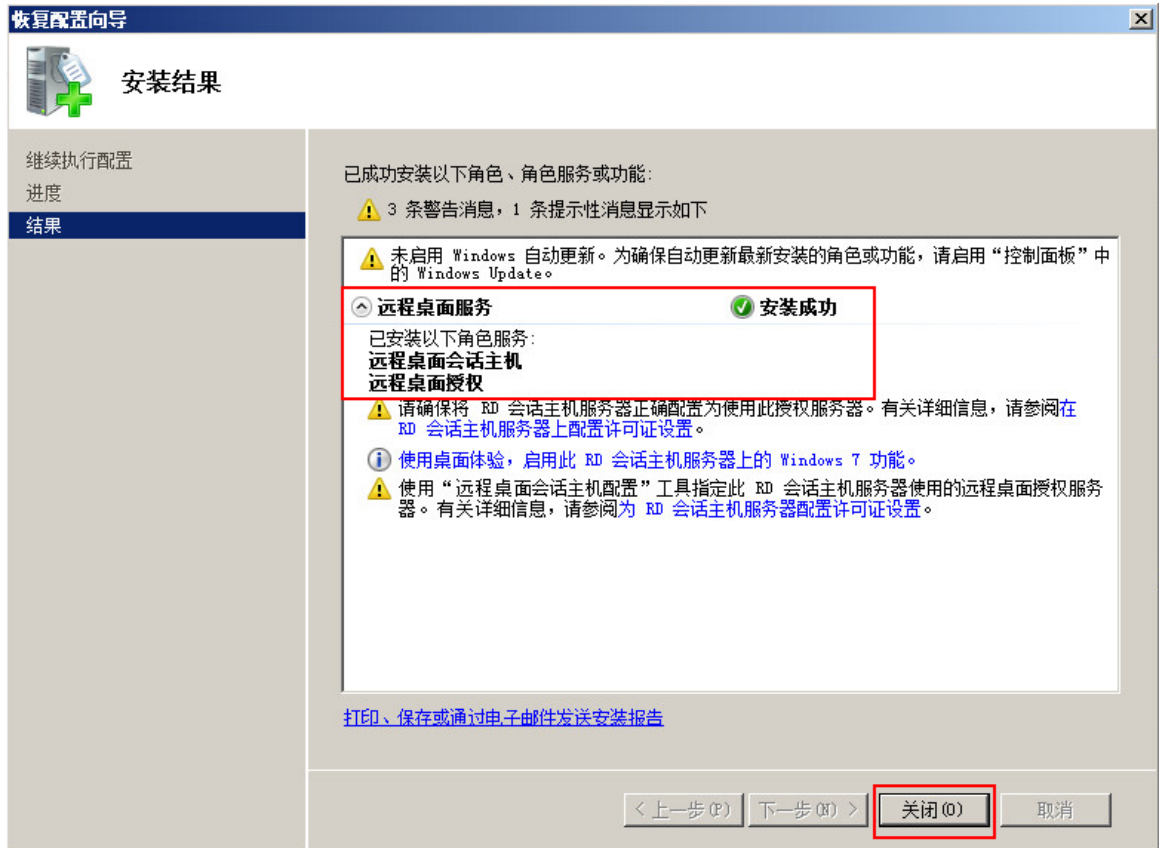 恢复配置向导
安装结果
继续执行配置
进度
结果
已成功安装以下角色、角色服务或功能:
3 条警告消息，1 条提示性消息显示如下
未启用 Windows 自动更新。为确保自动更新最新安装的角色或功能，请启用“控制面板”中
的 Windows Update。
远程桌面服务 安装成功
已安装以下角色服务:
远程桌面会话主机
远程桌面授权
请确保将 RD 会话主机服务器正确配置为使用此授权服务器。有关详细信息，请参阅在
RD 会话主机服务器上配置许可证设置。
使用桌面体验，启用此 RD 会话主机服务器上的 Windows 7 功能。
使用“远程桌面会话主机配置”工具指定此 RD 会话主机服务器使用的远程桌面授权服务
器。有关详细信息，请参阅为 RD 会话主机服务器配置许可证设置。
打印、保存或通过电子邮件发送安装报告
< 上一步(P) 下一步(N) > 关闭(O) 取消